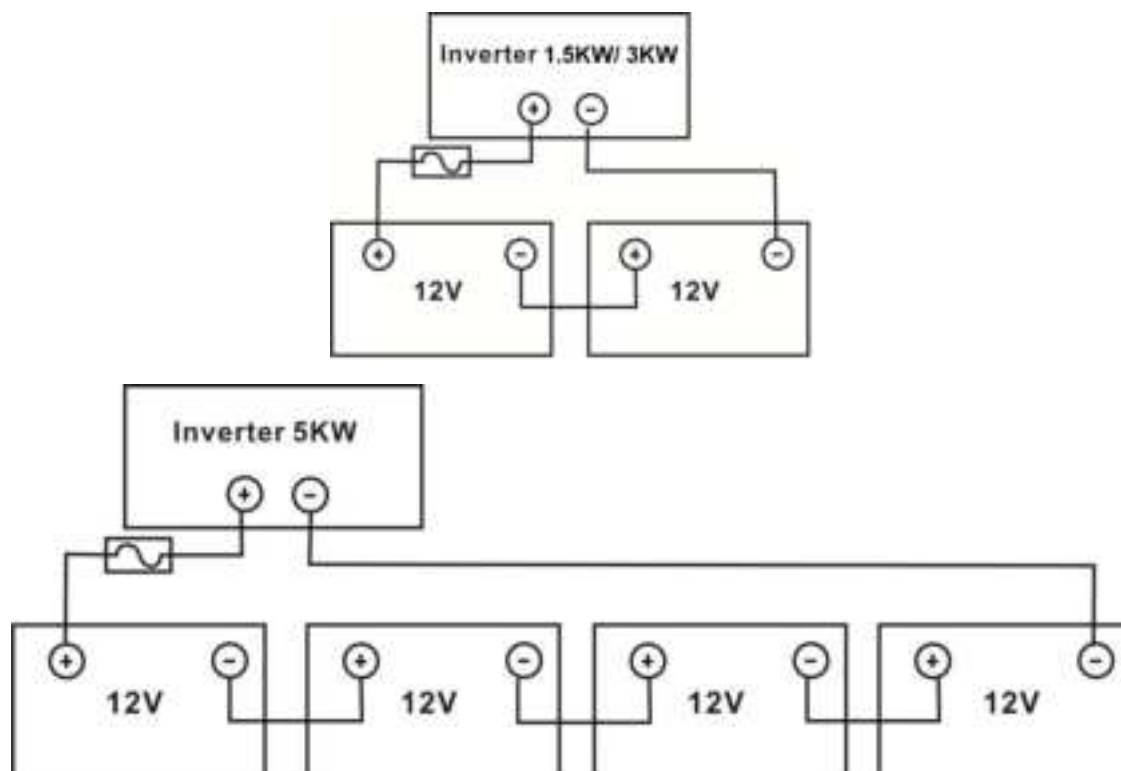 Inverter 1.5KW/ 3KW
+ -
+ - + -
12V 12V
Inverter 5KW
+ -
+ - + - + - + -
12V 12V 12V 12V